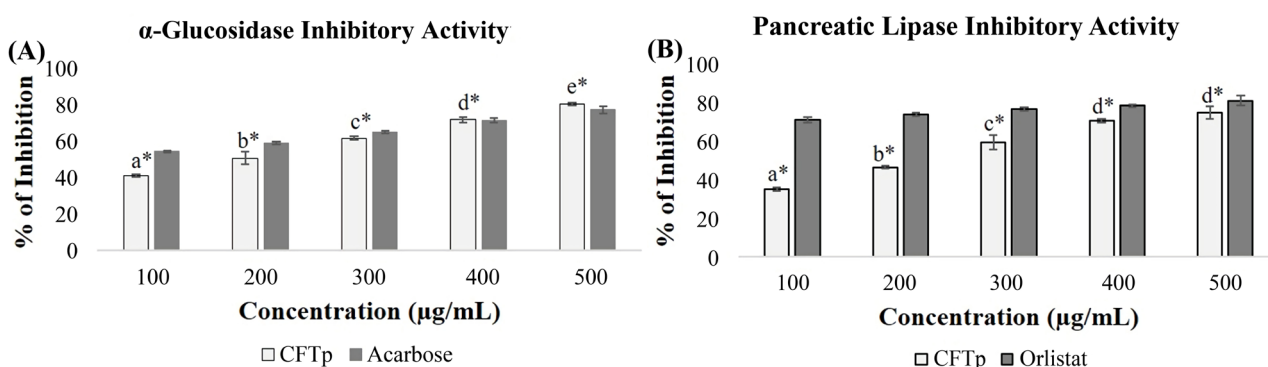 α-Glucosidase Inhibitory Activity
(A)
% of Inhibition
100
80
60
40
20
0
a*
b*
c*
d*
e*
100 200 300 400 500
Concentration (µg/mL)
CFTp Acarbose
Pancreatic Lipase Inhibitory Activity
(B)
% of Inhibition
100
80
60
40
20
0
a*
b*
c*
d*
d*
100 200 300 400 500
Concentration (µg/mL)
CFTp Orlistat